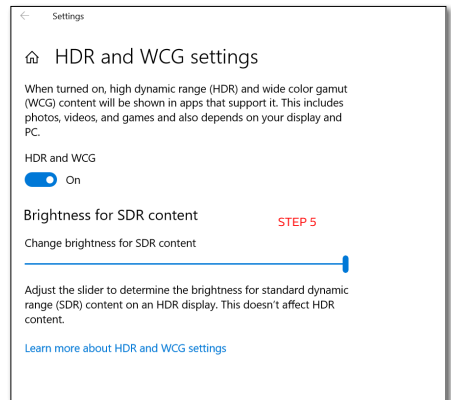 Settings
HDR and WCG settings
When turned on, high dynamic range (HDR) and wide color gamut
(WCG) content will be shown in apps that support it. This includes
photos, videos, and games and also depends on your display and
PC.
HDR and WCG
On
Brightness for SDR content
STEP 5
Change brightness for SDR content
Adjust the slider to determine the brightness for standard dynamic
range (SDR) content on an HDR display. This doesn't affect HDR
content.
Learn more about HDR and WCG settings